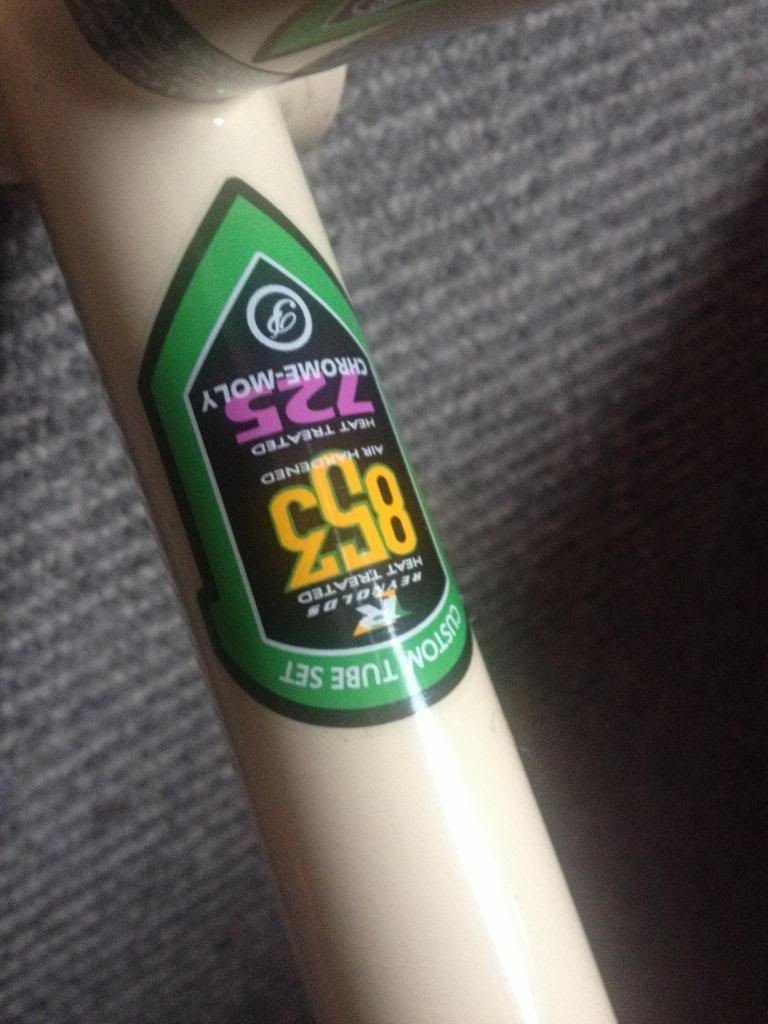 CUSTOM TUBE SET
R
REYNOLDS
HEAT TREATED
853
AIR HARDENED
HEAT TREATED
725
CHROME-MOLY